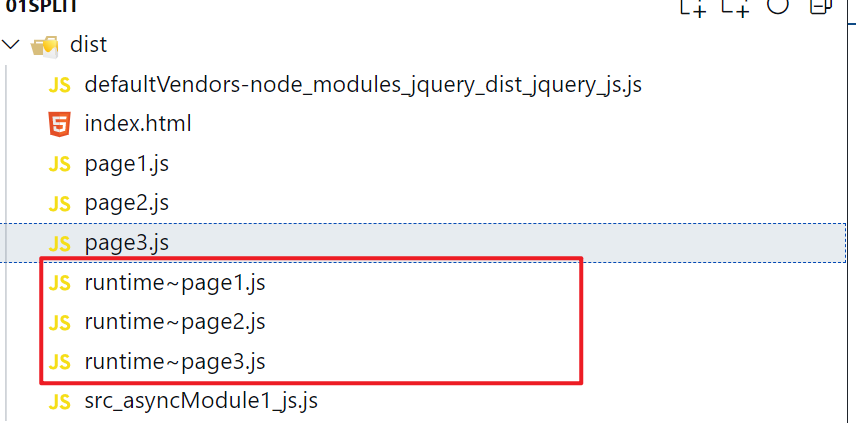 01SPLIT
dist
JS defaultVendors-node_modules_jquery_dist_jquery_js.js
5 index.html
JS page1.js
JS page2.js
JS page3.js
JS runtime~page1.js
JS runtime~page2.js
JS runtime~page3.js
JS src_asyncModule1_js.js